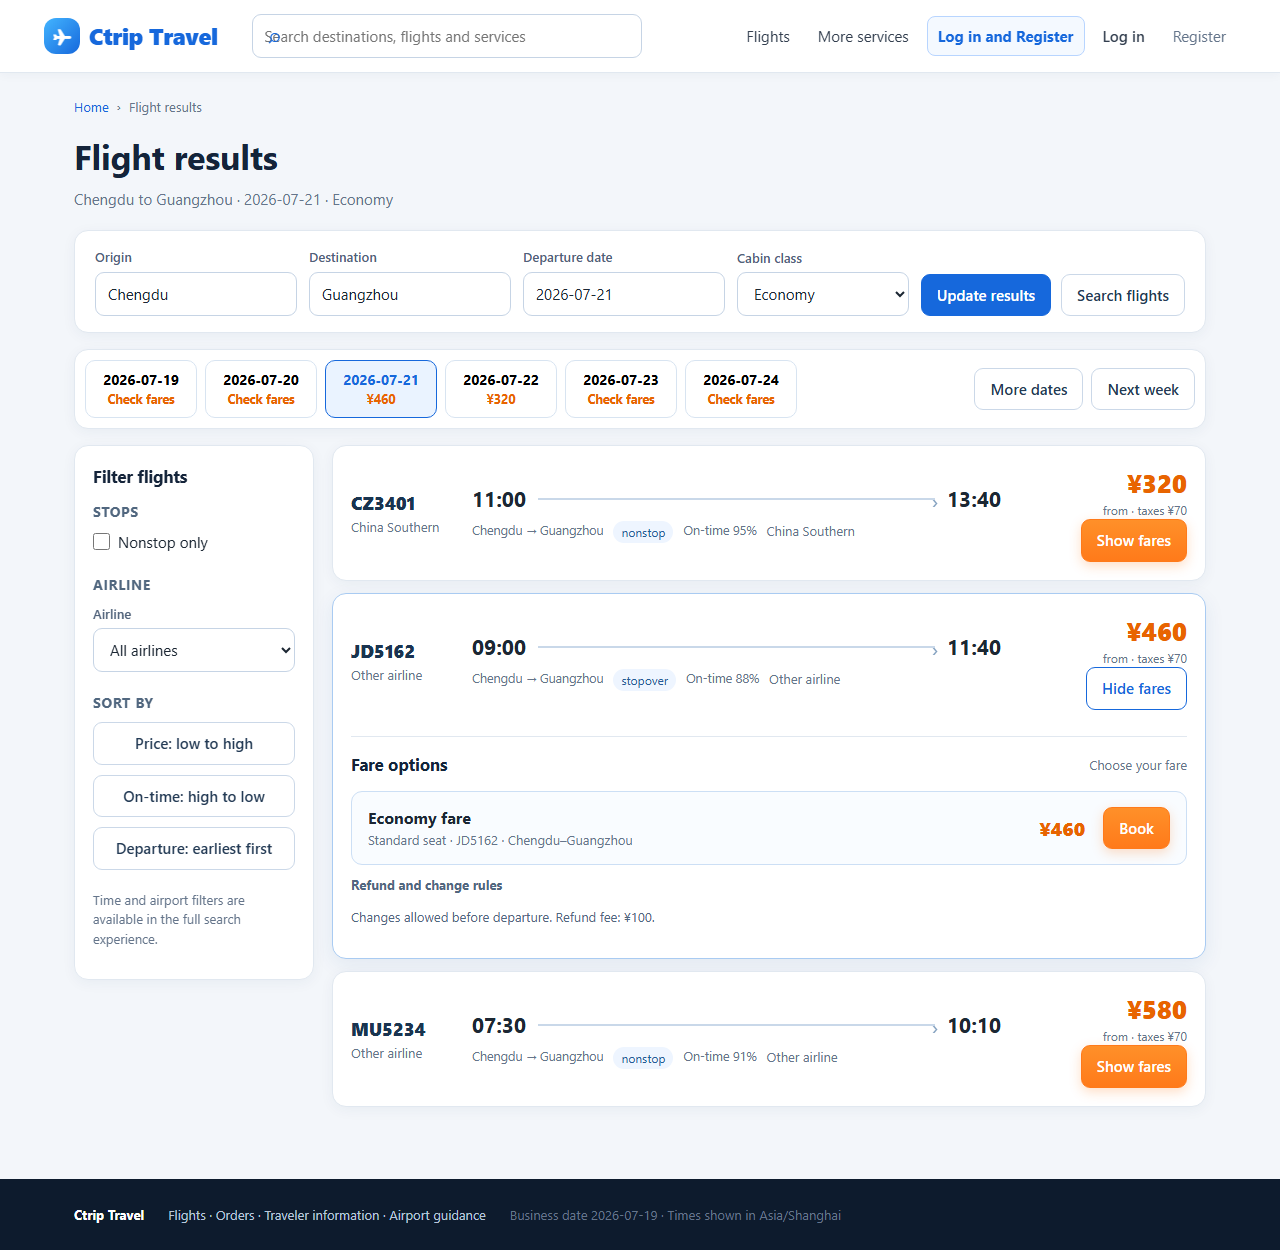 Ctrip Travel
Search destinations, flights and services
Flights
More services
Log in and Register
Log in
Register
Home › Flight results
Flight results
Chengdu to Guangzhou · 2026-07-21 · Economy
Origin
Destination
Departure date
Cabin class
Chengdu
Guangzhou
2026-07-21
Economy
Update results
Search flights
2026-07-19
Check fares
2026-07-20
Check fares
2026-07-21
¥460
2026-07-22
¥320
2026-07-23
Check fares
2026-07-24
Check fares
More dates
Next week
Filter flights
STOPS
Nonstop only
AIRLINE
Airline
All airlines
SORT BY
Price: low to high
On-time: high to low
Departure: earliest first
Time and airport filters are
available in the full search
experience.
CZ3401
China Southern
11:00
13:40
Chengdu → Guangzhou nonstop On-time 95% China Southern
¥320
from · taxes ¥70
Show fares
JD5162
Other airline
09:00
11:40
Chengdu → Guangzhou stopover On-time 88% Other airline
¥460
from · taxes ¥70
Hide fares
Fare options
Choose your fare
Economy fare
Standard seat · JD5162 · Chengdu–Guangzhou
¥460
Book
Refund and change rules
Changes allowed before departure. Refund fee: ¥100.
MU5234
Other airline
07:30
10:10
Chengdu → Guangzhou nonstop On-time 91% Other airline
¥580
from · taxes ¥70
Show fares
Ctrip Travel
Flights · Orders · Traveler information · Airport guidance
Business date 2026-07-19 · Times shown in Asia/Shanghai